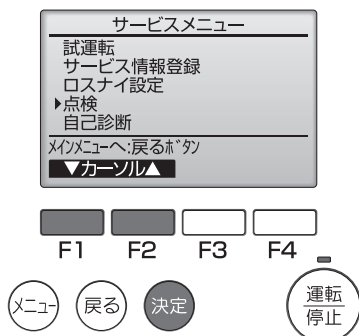 サービスメニュー
試運転
サービス情報登録
ロスナイ設定
▶点検
自己診断
メインメニューへ:戻るボタン
▼カーソル▲
F1 F2 F3 F4
メニュー 戻る 決定 運転
停止